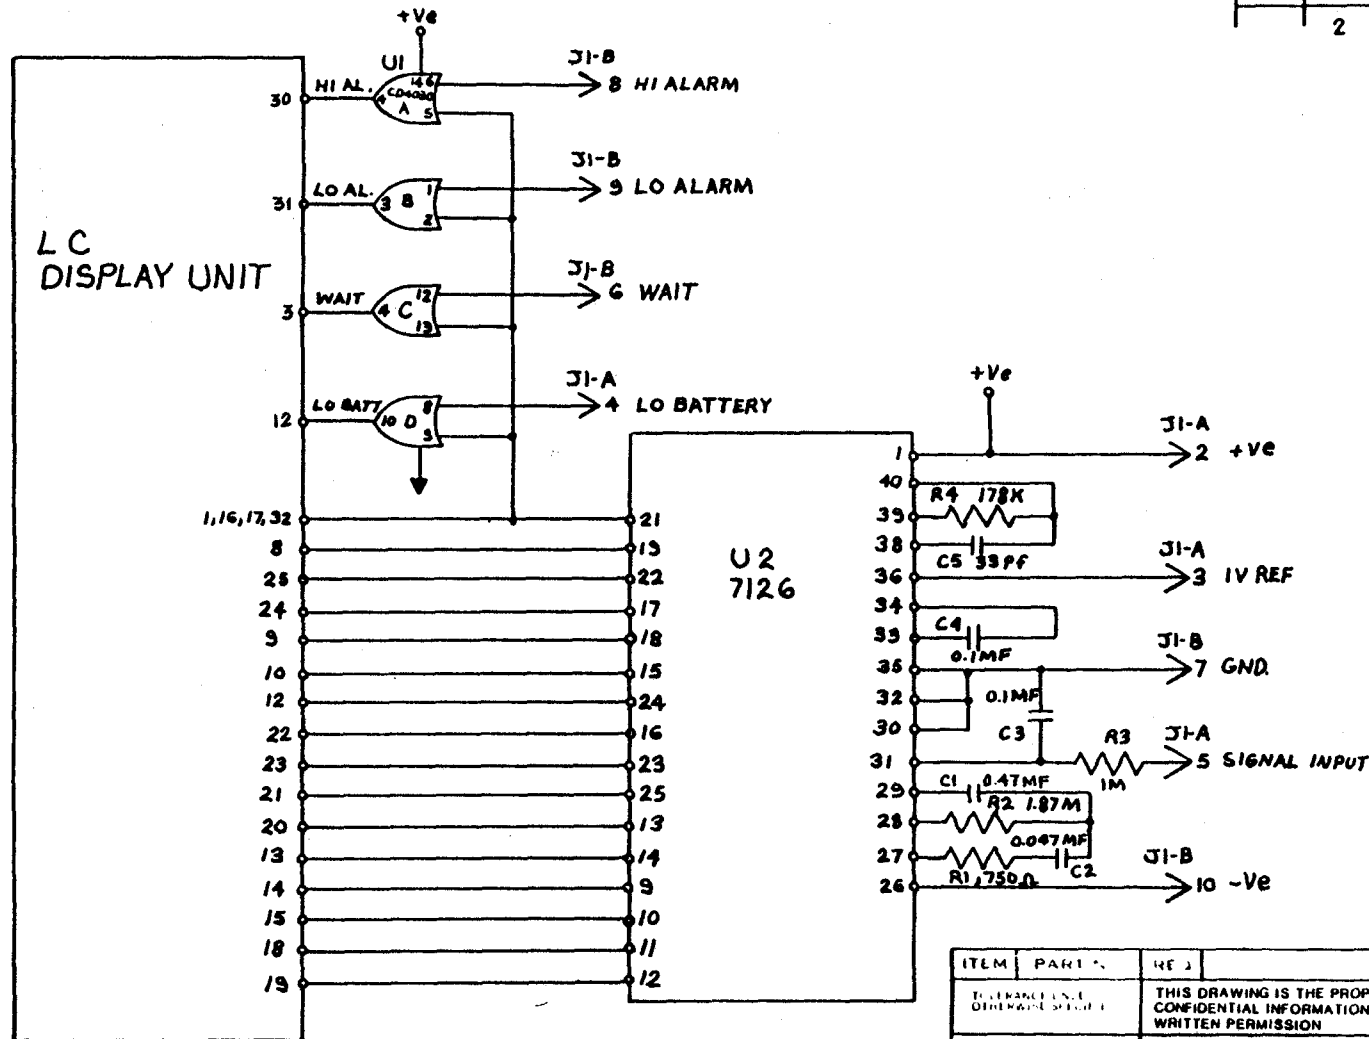 2
+Ve
U1
J1-B
8 HI ALARM
30
HI AL.
14 6
CD4030
4
A
5
J1-B
9 LO ALARM
31
LO AL.
3 B
1
2
L C
DISPLAY UNIT
J1-B
6 WAIT
3
WAIT
4 C
12
13
J1-A
4 LO BATTERY
12
LO BATT
10 D
8
9
+Ve
J1-A
1
2 +Ve
40
R4 178K
39
38
C5 33Pf
J1-A
36
3 1V REF
34
C4
33
0.1MF
J1-B
35
7 GND.
32
0.1MF
30
C3
R3
J1-A
31
1M
5 SIGNAL INPUT
29
C1 0.47MF
R2 1.87M
28
0.047MF
27
C2
R1, 750Ω
J1-B
26
10 -Ve
U2
7126
1,16,17,32
21
8
19
25
22
24
17
9
18
10
15
12
24
22
16
23
23
21
25
20
13
13
14
14
9
15
10
18
11
19
12
ITEM PART
THIS DRAWING IS THE PROP
CONFIDENTIAL INFORMATION
WRITTEN PERMISSION